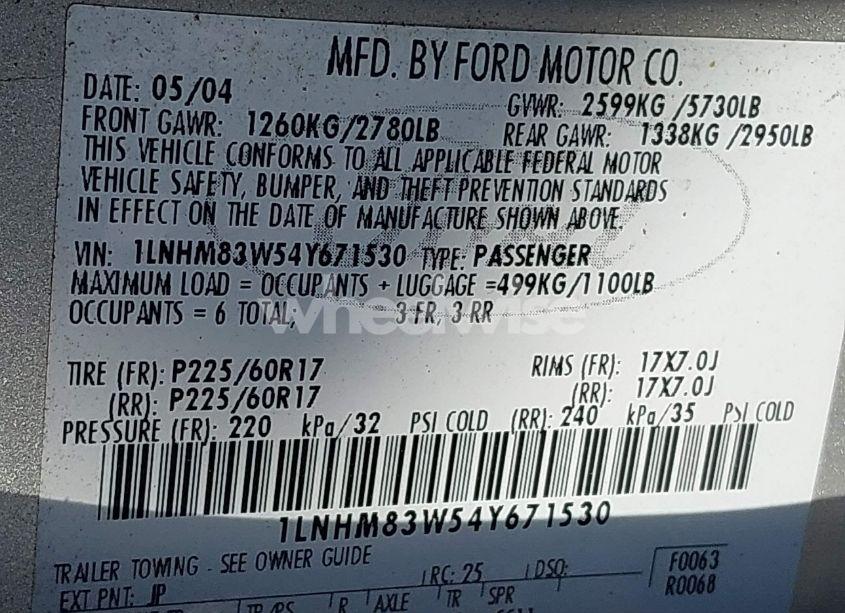 MFD. BY FORD MOTOR CO.
DATE: 05/04 GVWR: 2599KG /5730LB
FRONT GAWR: 1260KG/2780LB REAR GAWR: 1338KG /2950LB
THIS VEHICLE CONFORMS TO ALL APPLICABLE FEDERAL MOTOR
VEHICLE SAFETY, BUMPER, AND THEFT PREVENTION STANDARDS
IN EFFECT ON THE DATE OF MANUFACTURE SHOWN ABOVE.
VIN: 1LNHM83W54Y671530 TYPE: PASSENGER
MAXIMUM LOAD = OCCUPANTS + LUGGAGE =499KG/1100LB
OCCUPANTS = 6 TOTAL, 3 FR, 3 RR
wheelwise
TIRE (FR): P225/60R17 RIMS (FR): 17X7.0J
(RR): P225/60R17 (RR): 17X7.0J
PRESSURE (FR): 220 kPa/32 PSI COLD (RR): 240 kPa/35 PSI COLD
1LNHM83W54Y671530
TRAILER TOWING - SEE OWNER GUIDE
RC: 25 DSO: F0063
EXT PNT: JP R0068
TP/PS R AXLE TR SPR